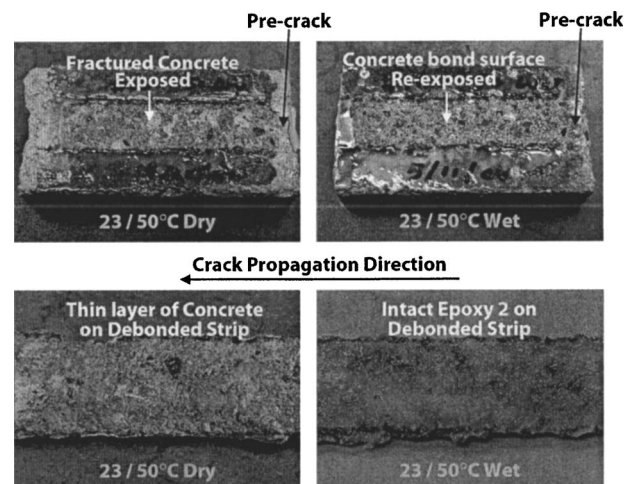 Pre-crack
Pre-crack
Fractured Concrete
Exposed
Concrete bond surface
Re-exposed
23 / 50°C Dry
23 / 50°C Wet
Crack Propagation Direction
Thin layer of Concrete
on Debonded Strip
Intact Epoxy 2 on
Debonded Strip
23 / 50°C Dry
23 / 50°C Wet